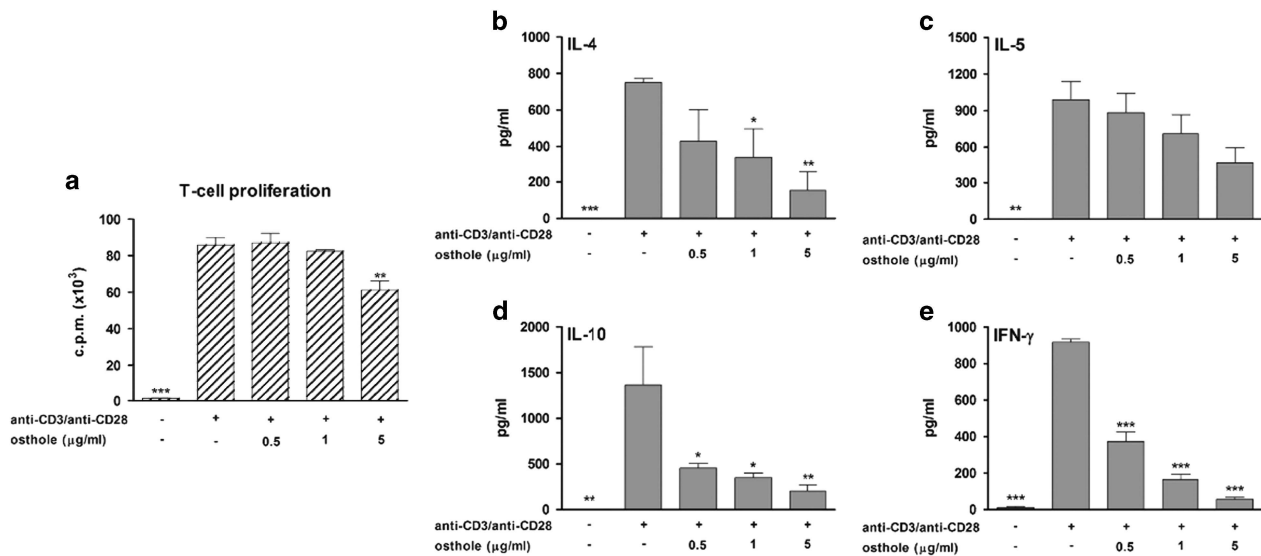 a
T-cell proliferation
c.p.m. (x10³)
100
80
60
40
20
0
***
**
anti-CD3/anti-CD28 - + + + +
osthole (μg/ml) - - 0.5 1 5
b
IL-4
pg/ml
1000
800
600
400
200
0
***
*
**
anti-CD3/anti-CD28 - + + + +
osthole (μg/ml) - - 0.5 1 5
c
IL-5
pg/ml
1500
1200
900
600
300
0
**
anti-CD3/anti-CD28 - + + + +
osthole (μg/ml) - - 0.5 1 5
d
IL-10
pg/ml
2000
1500
1000
500
0
**
*
*
**
anti-CD3/anti-CD28 - + + + +
osthole (μg/ml) - - 0.5 1 5
e
IFN-γ
pg/ml
1000
800
600
400
200
0
***
***
***
***
anti-CD3/anti-CD28 - + + + +
osthole (μg/ml) - - 0.5 1 5